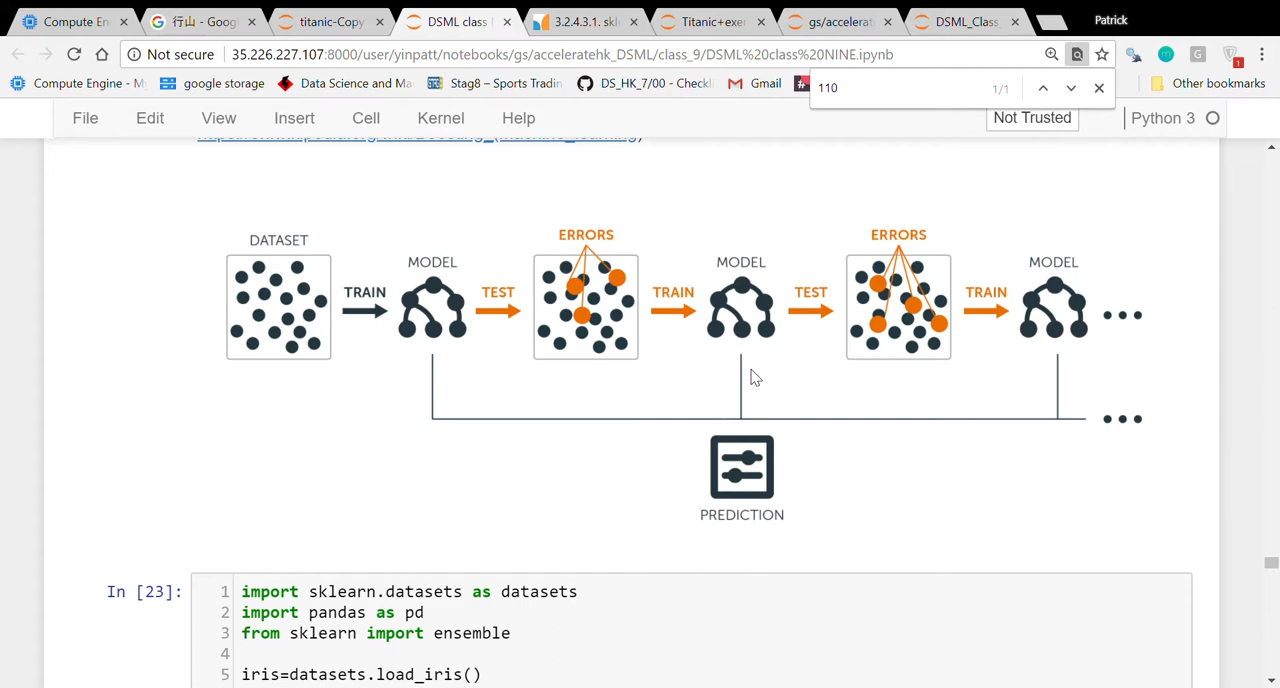 Compute En
行山 - Goog
titanic-Copy
DSML class
3.2.4.3.1. skl
Titanic+exer
gs/accelerat
DSML_Class_
Patrick
Not secure
35.226.227.107:8000/user/yinpatt/notebooks/gs/acceleratehk_DSML/class_9/DSML%20class%20NINE.ipynb
Compute Engine - My
google storage
Data Science and Ma
Stag8 – Sports Tradin
DS_HK_7/00 - Checkl
Gmail
Other bookmarks
110
1/1
File
Edit
View
Insert
Cell
Kernel
Help
Not Trusted
Python 3
DATASET
TRAIN
MODEL
TEST
ERRORS
TRAIN
MODEL
TEST
ERRORS
TRAIN
MODEL
PREDICTION
In [23]:
1 import sklearn.datasets as datasets
2 import pandas as pd
3 from sklearn import ensemble
4
5 iris=datasets.load_iris()